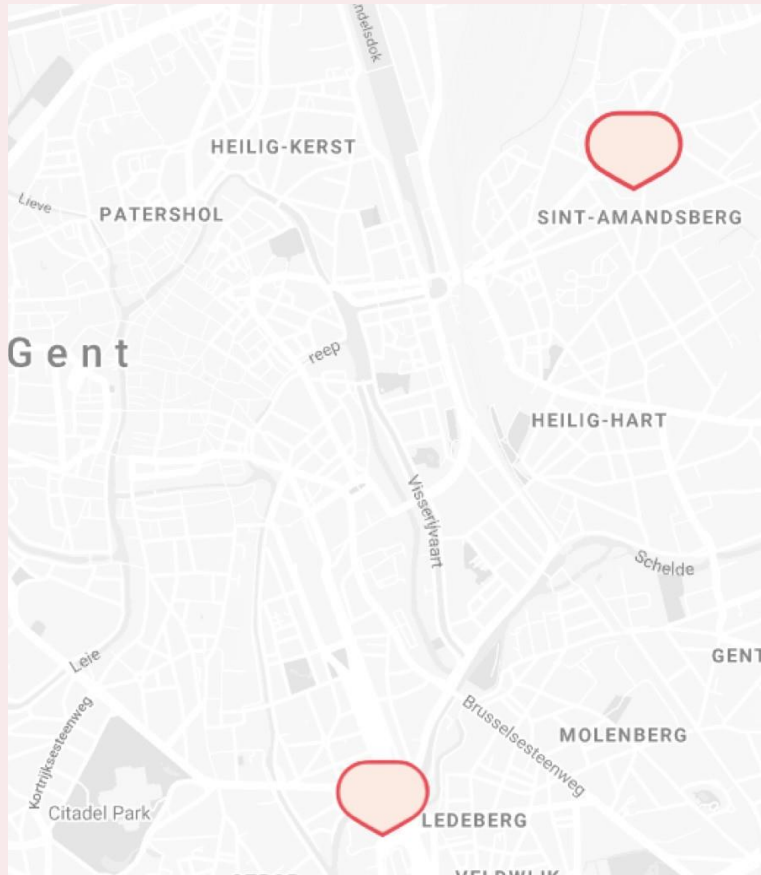 ndelsdok
HEILIG-KERST
Lieve
PATERSHOL
SINT-AMANDSBERG
Gent
reep
HEILIG-HART
Visserijvaart
Schelde
GENT
Leie
Kortrijksesteenweg
Brusselsesteenweg
MOLENBERG
Citadel Park
LEDEBERG
VELDWIJK